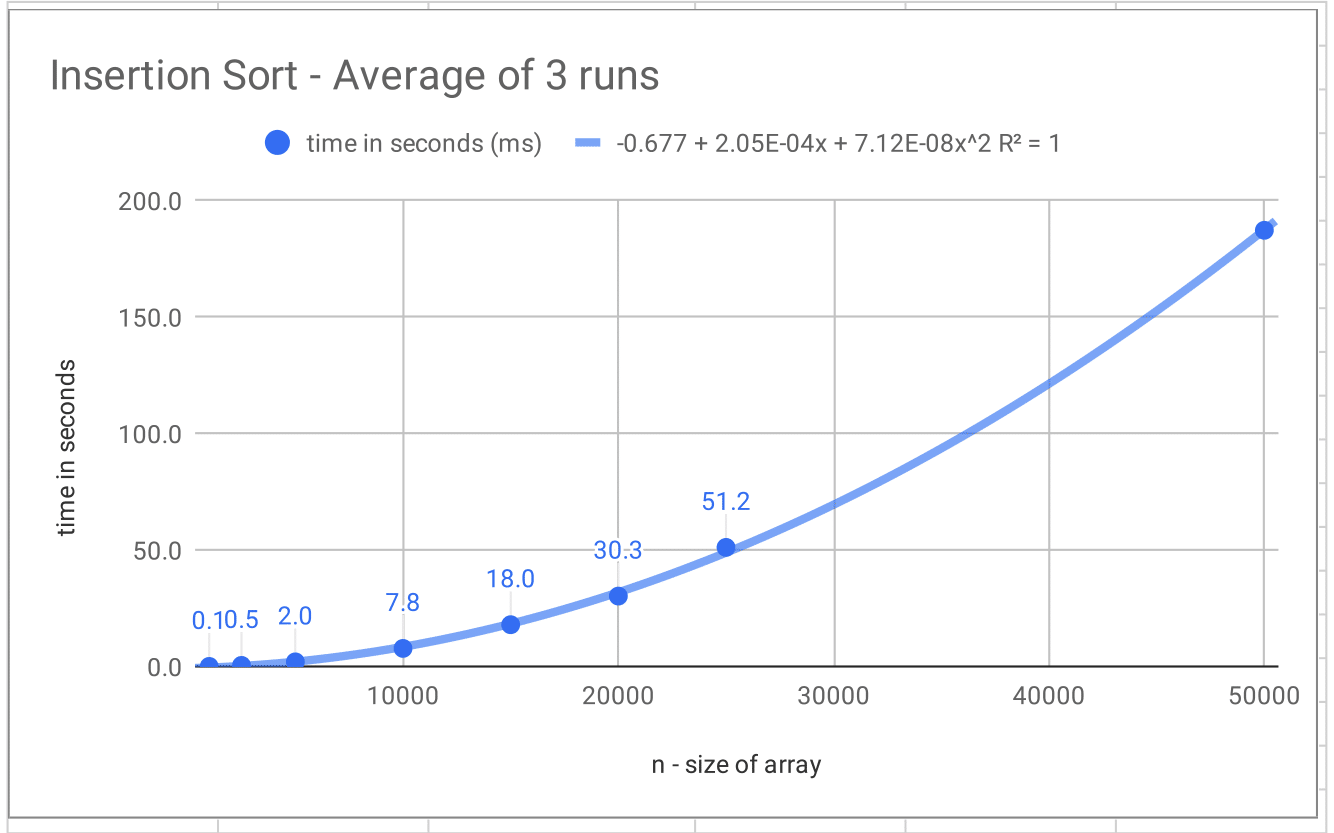 Insertion Sort - Average of 3 runs
time in seconds (ms) -0.677 + 2.05E-04x + 7.12E-08x^2 R² = 1
200.0
150.0
100.0
50.0
0.0
time in seconds
0.1 0.5 2.0 7.8 18.0 30.3 51.2
10000 20000 30000 40000 50000
n - size of array